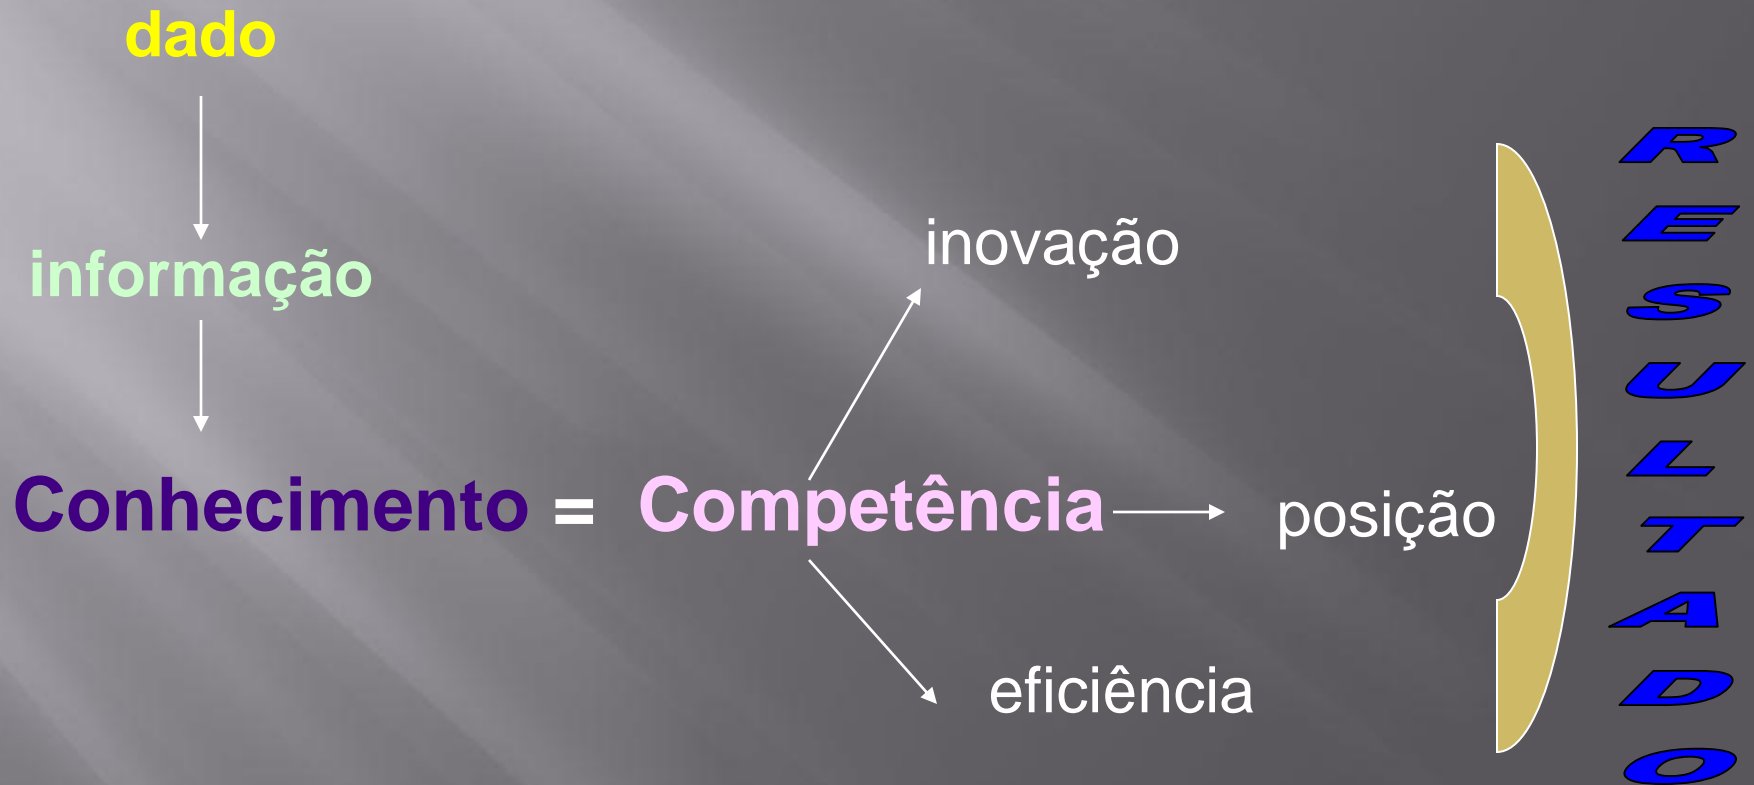 dado
informação
inovação
Conhecimento = Competência
posição
eficiência
RESULTADO